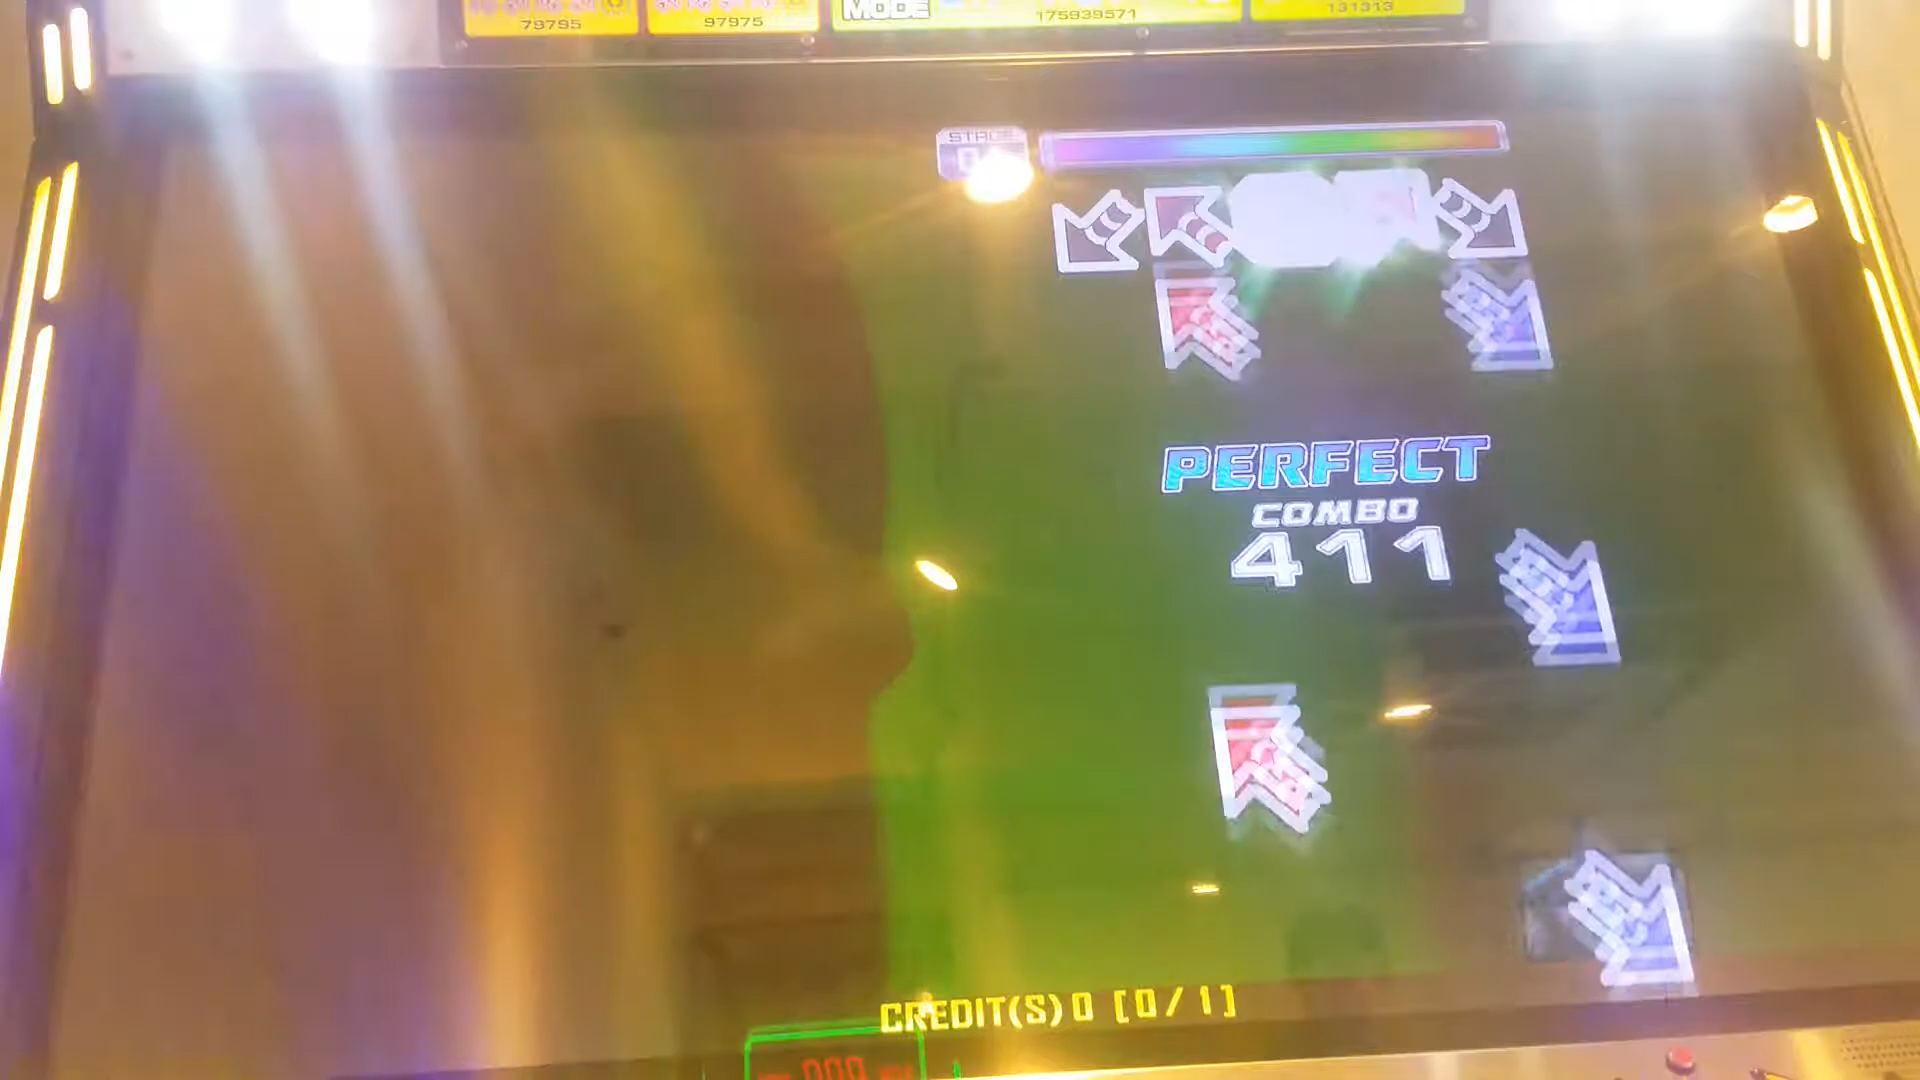 79795
97975
MODE
175939571
131313
STAGE
PERFECT
COMBO
411
CREDIT(S) 0 [0/1]